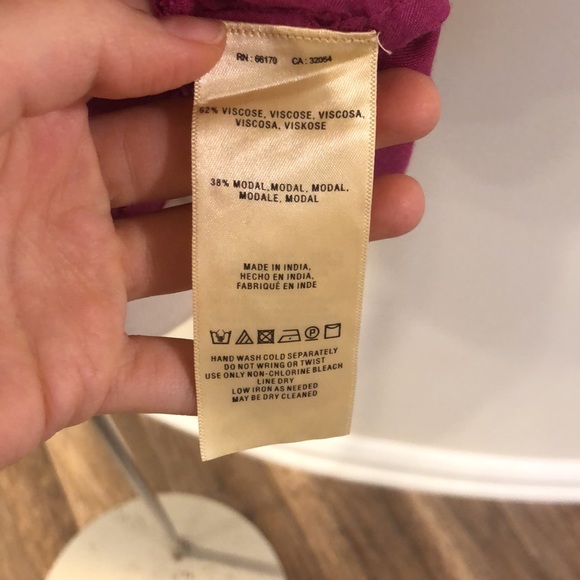 RN : 66170 CA : 32054
62% VISCOSE, VISCOSE, VISCOSA,
VISCOSA, VISKOSE
38% MODAL,MODAL, MODAL,
MODALE, MODAL
MADE IN INDIA,
HECHO EN INDIA,
FABRIQUÉ EN INDE
HAND WASH COLD SEPARATELY
DO NOT WRING OR TWIST
USE ONLY NON-CHLORINE BLEACH
LINE DRY
LOW IRON AS NEEDED
MAY BE DRY CLEANED